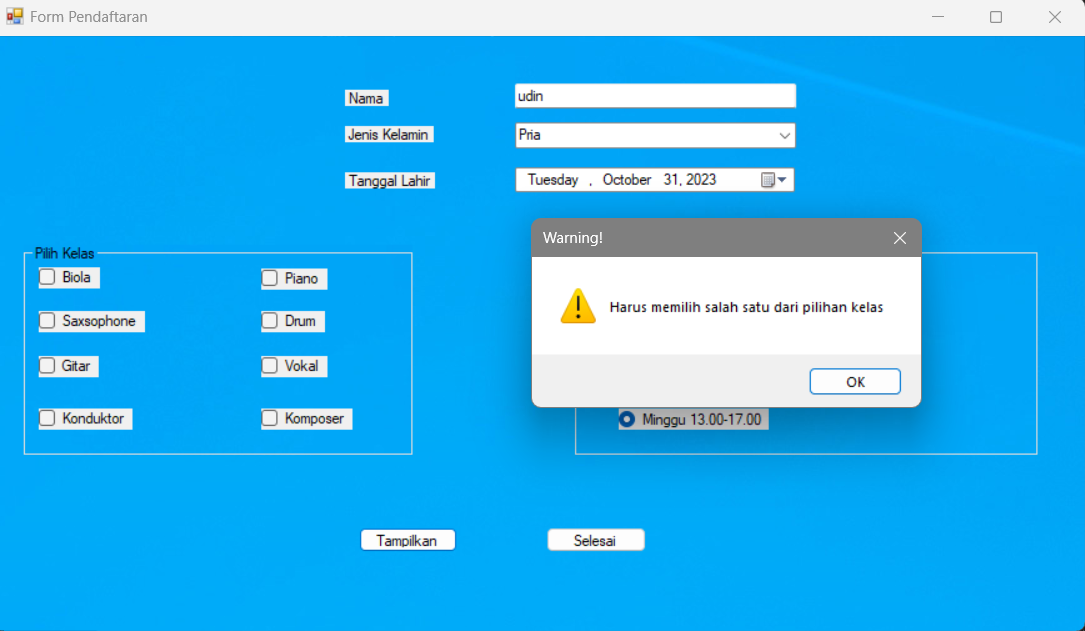 Form Pendaftaran
Nama
udin
Jenis Kelamin
Pria
Tanggal Lahir
Tuesday , October 31, 2023
Pilih Kelas
Biola
Piano
Saxsophone
Drum
Gitar
Vokal
Konduktor
Komposer
Warning!
Harus memilih salah satu dari pilihan kelas
OK
Minggu 13.00-17.00
Tampilkan
Selesai